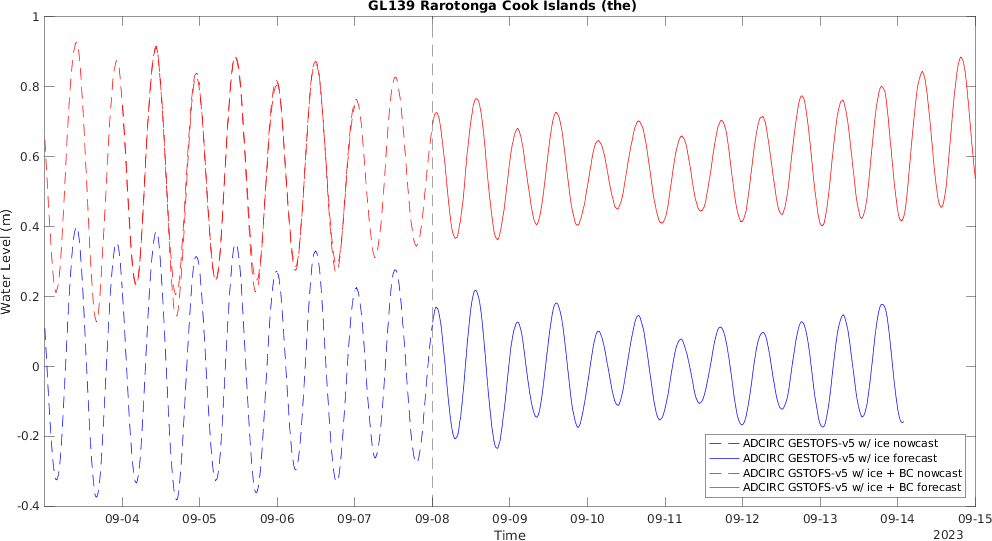 GL139 Rarotonga Cook Islands (the)
1
0.8
0.6
0.4
0.2
0
-0.2
-0.4
Water Level (m)
ADCIRC GESTOFS-v5 w/ ice nowcast
ADCIRC GESTOFS-v5 w/ ice forecast
ADCIRC GSTOFS-v5 w/ ice + BC nowcast
ADCIRC GSTOFS-v5 w/ ice + BC forecast
09-04 09-05 09-06 09-07 09-08 09-09 09-10 09-11 09-12 09-13 09-14 09-15
Time
2023